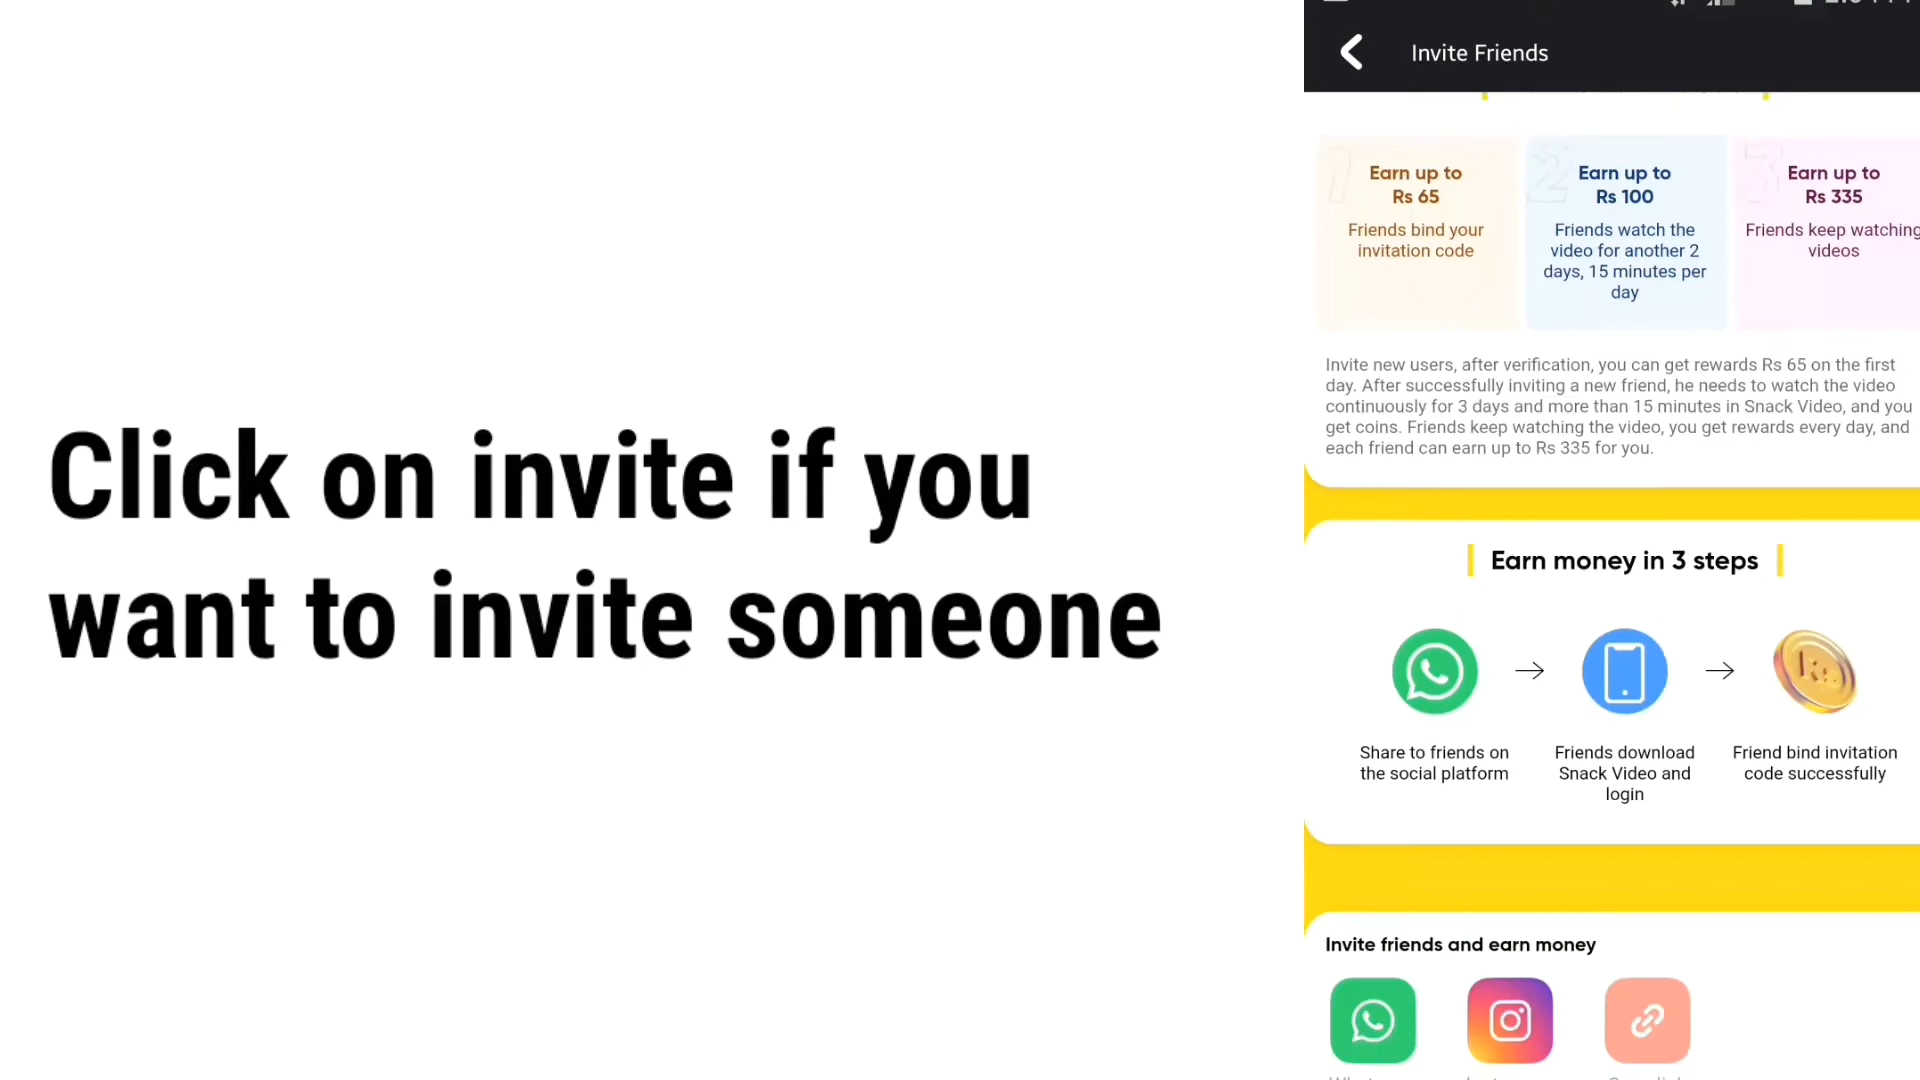 Click on invite if you
want to invite someone
Invite Friends
1
Earn up to
Rs 65
Friends bind your
invitation code
2
Earn up to
Rs 100
Friends watch the
video for another 2
days, 15 minutes per
day
3
Earn up to
Rs 335
Friends keep watching
videos
Invite new users, after verification, you can get rewards Rs 65 on the first
day. After successfully inviting a new friend, he needs to watch the video
continuously for 3 days and more than 15 minutes in Snack Video, and you
get coins. Friends keep watching the video, you get rewards every day, and
each friend can earn up to Rs 335 for you.
Earn money in 3 steps
Rs
Share to friends on
the social platform
Friends download
Snack Video and
login
Friend bind invitation
code successfully
Invite friends and earn money